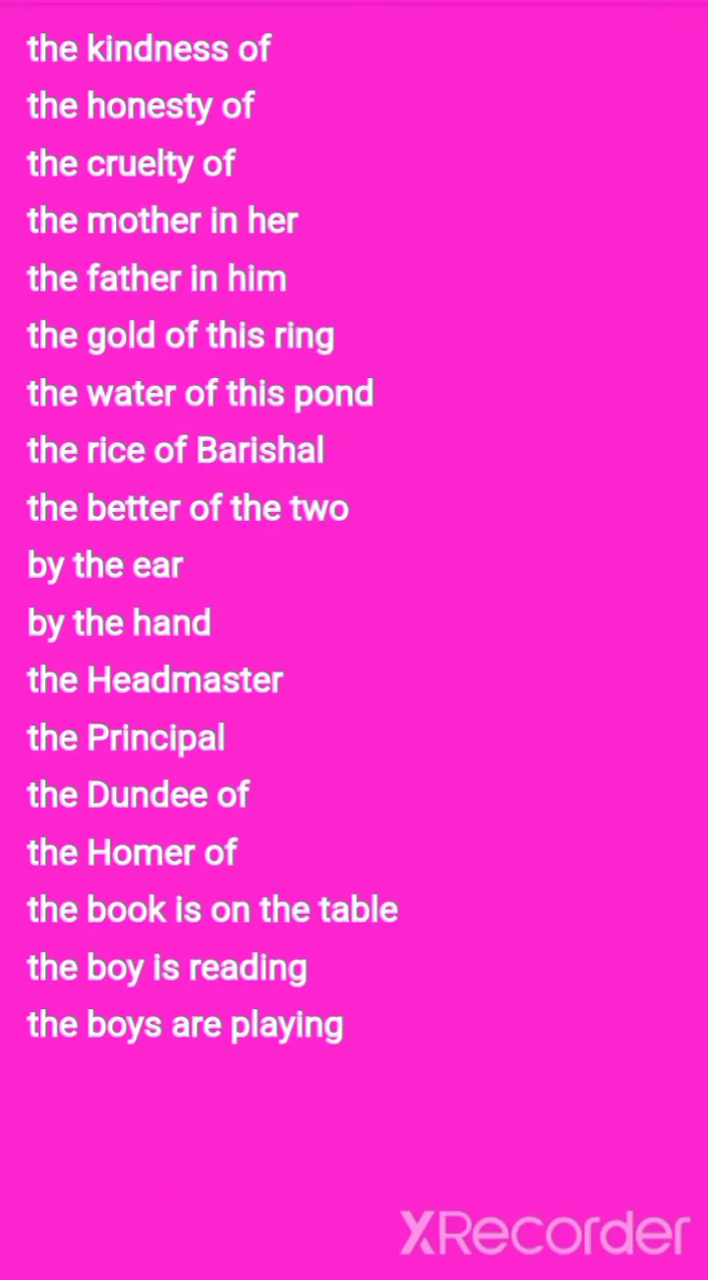 the kindness of
the honesty of
the cruelty of
the mother in her
the father in him
the gold of this ring
the water of this pond
the rice of Barishal
the better of the two
by the ear
by the hand
the Headmaster
the Principal
the Dundee of
the Homer of
the book is on the table
the boy is reading
the boys are playing
XRecorder